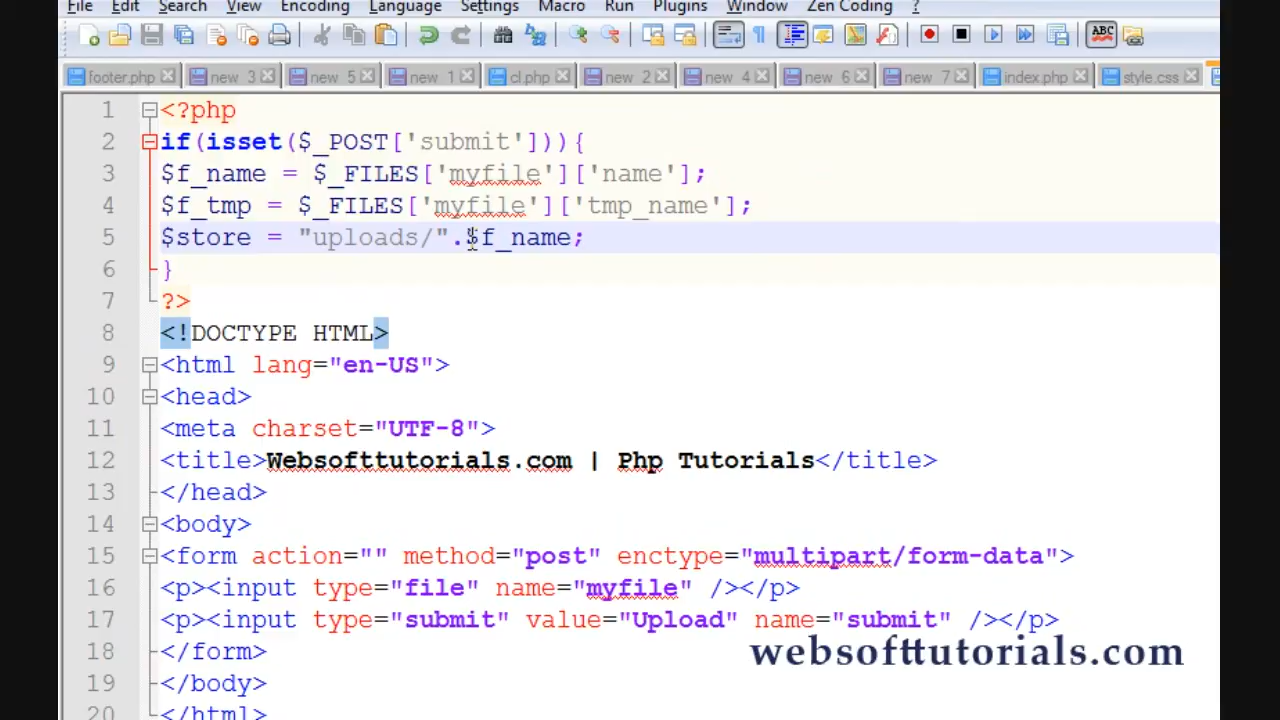 File Edit Search View Encoding Language Settings Macro Run Plugins Window Zen Coding ?
ABC
footer.php new 3 new 5 new 1 cl.php new 2 new 4 new 6 new 7 index.php style.css
1 <?php
2 if(isset($_POST['submit'])){
3 $f_name = $_FILES['myfile']['name'];
4 $f_tmp = $_FILES['myfile']['tmp_name'];
5 $store = "uploads/".$f_name;
6 }
7 ?>
8 <!DOCTYPE HTML>
9 <html lang="en-US">
10 <head>
11 <meta charset="UTF-8">
12 <title>Websofttutorials.com | Php Tutorials</title>
13 </head>
14 <body>
15 <form action="" method="post" enctype="multipart/form-data">
16 <p><input type="file" name="myfile" /></p>
17 <p><input type="submit" value="Upload" name="submit" /></p>
18 </form>
websofttutorials.com
19 </body>
20 </html>